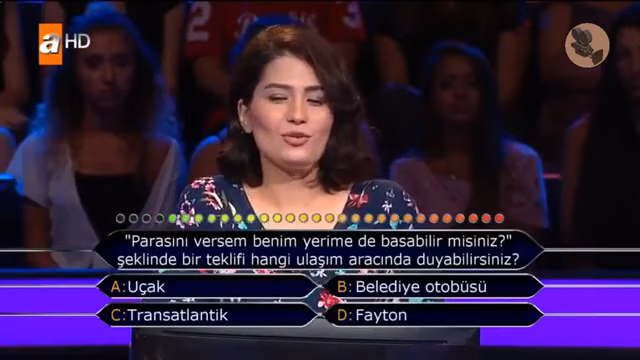 a HD
REDS
"Parasını versem benim yerime de basabilir misiniz?"
şeklinde bir teklifi hangi ulaşım aracında duyabilirsiniz?
A:Uçak
B:Belediye otobüsü
C:Transatlantik
D:Fayton